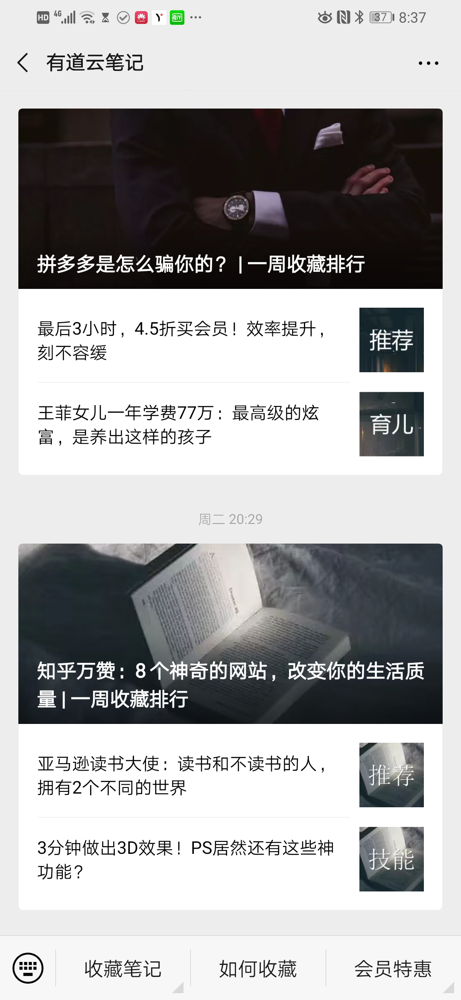 HD 4G iQIYI 37 8:37
有道云笔记
拼多多是怎么骗你的？ | 一周收藏排行
最后3小时，4.5折买会员！效率提升，
刻不容缓
推荐
王菲女儿一年学费77万：最高级的炫
富，是养出这样的孩子
育儿
周二 20:29
知乎万赞：8个神奇的网站，改变你的生活质
量 | 一周收藏排行
亚马逊读书大使：读书和不读书的人，
拥有2个不同的世界
推荐
3分钟做出3D效果！PS居然还有这些神
功能？
技能
收藏笔记
如何收藏
会员特惠